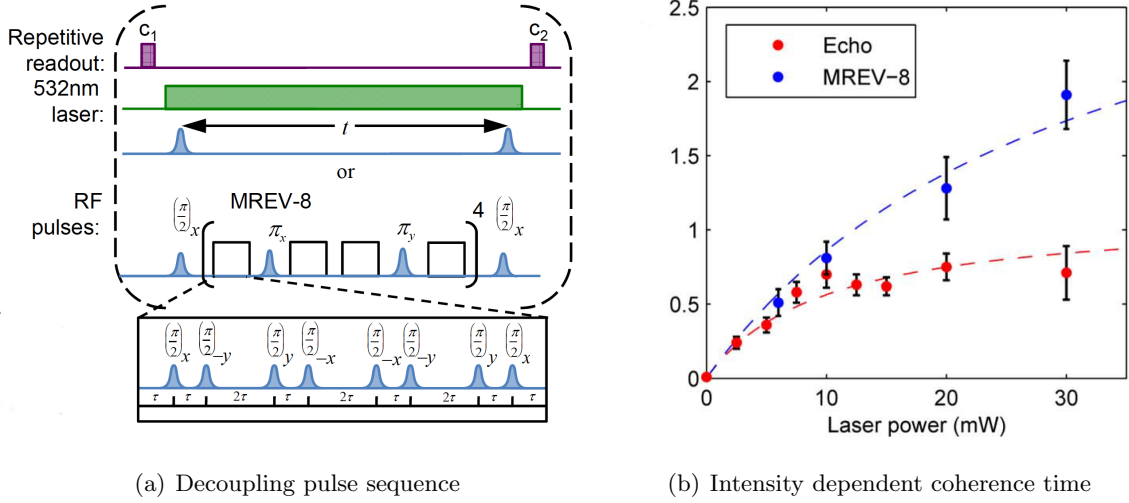 Repetitive
readout:
c₁
c₂
532nm
laser:
t
or
RF
pulses:
MREV-8
(π/2)x
πx
πy
4
(π/2)x
(π/2)x (π/2)-y (π/2)y (π/2)-x (π/2)-x (π/2)-y (π/2)y (π/2)x
τ τ 2τ τ 2τ τ 2τ τ τ
(a) Decoupling pulse sequence
2.5
2
1.5
1
0.5
0
Echo
MREV−8
0 10 20 30
Laser power (mW)
(b) Intensity dependent coherence time